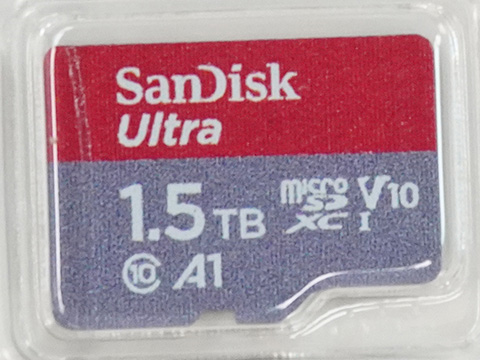 SanDisk
Ultra
1.5 TB
micro SD XC I V10
10 A1